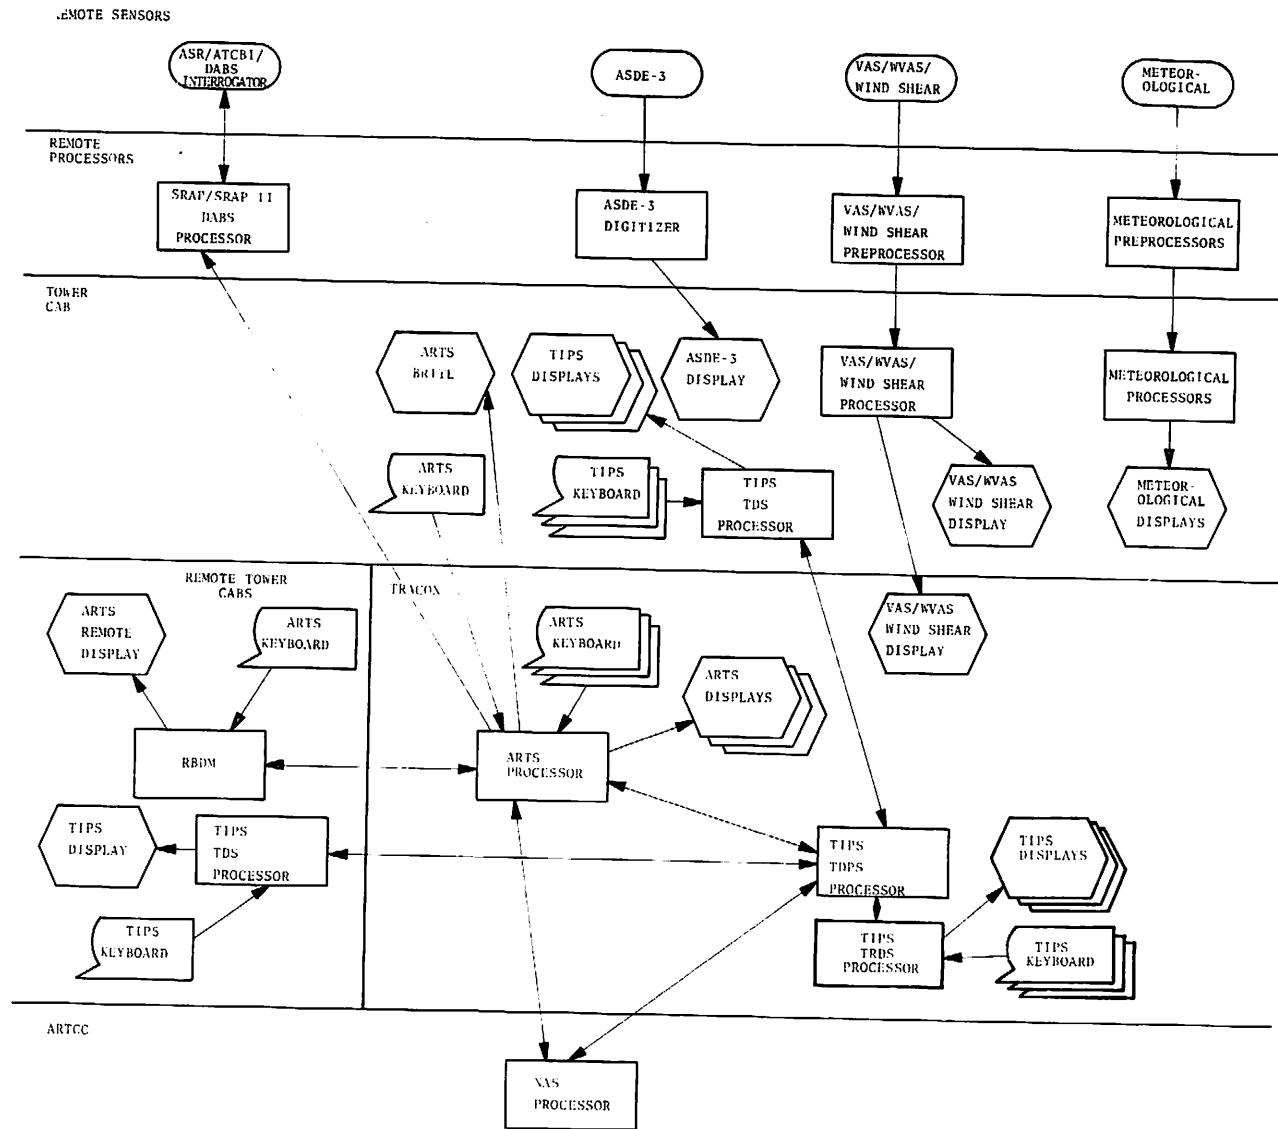 .EMOTE SENSORS
ASR/ATCBI/
DABS
INTERROGATOR
ASDE-3
VAS/WVAS/
WIND SHEAR
METEOR-
OLOGICAL
REMOTE
PROCESSORS
SRAP/SRAP II
DABS
PROCESSOR
ASDE-3
DIGITIZER
VAS/WVAS/
WIND SHEAR
PREPROCESSOR
METEOROLOGICAL
PREPROCESSORS
TOWER
CAB
ARTS
BRITE
TIPS
DISPLAYS
ASDE-3
DISPLAY
VAS/WVAS/
WIND SHEAR
PROCESSOR
METEOROLOGICAL
PROCESSORS
ARTS
KEYBOARD
TIPS
KEYBOARD
TIPS
TDS
PROCESSOR
VAS/WVAS
WIND SHEAR
DISPLAY
METEOR-
OLOGICAL
DISPLAYS
REMOTE TOWER
CABS
TRACON
ARTS
REMOTE
DISPLAY
ARTS
KEYBOARD
ARTS
KEYBOARD
ARTS
DISPLAYS
VAS/WVAS
WIND SHEAR
DISPLAY
RBDM
ARTS
PROCESSOR
TIPS
DISPLAY
TIPS
TDS
PROCESSOR
TIPS
TDPS
PROCESSOR
TIPS
DISPLAYS
TIPS
KEYBOARD
TIPS
TRDS
PROCESSOR
TIPS
KEYBOARD
ARTCC
NAS
PROCESSOR